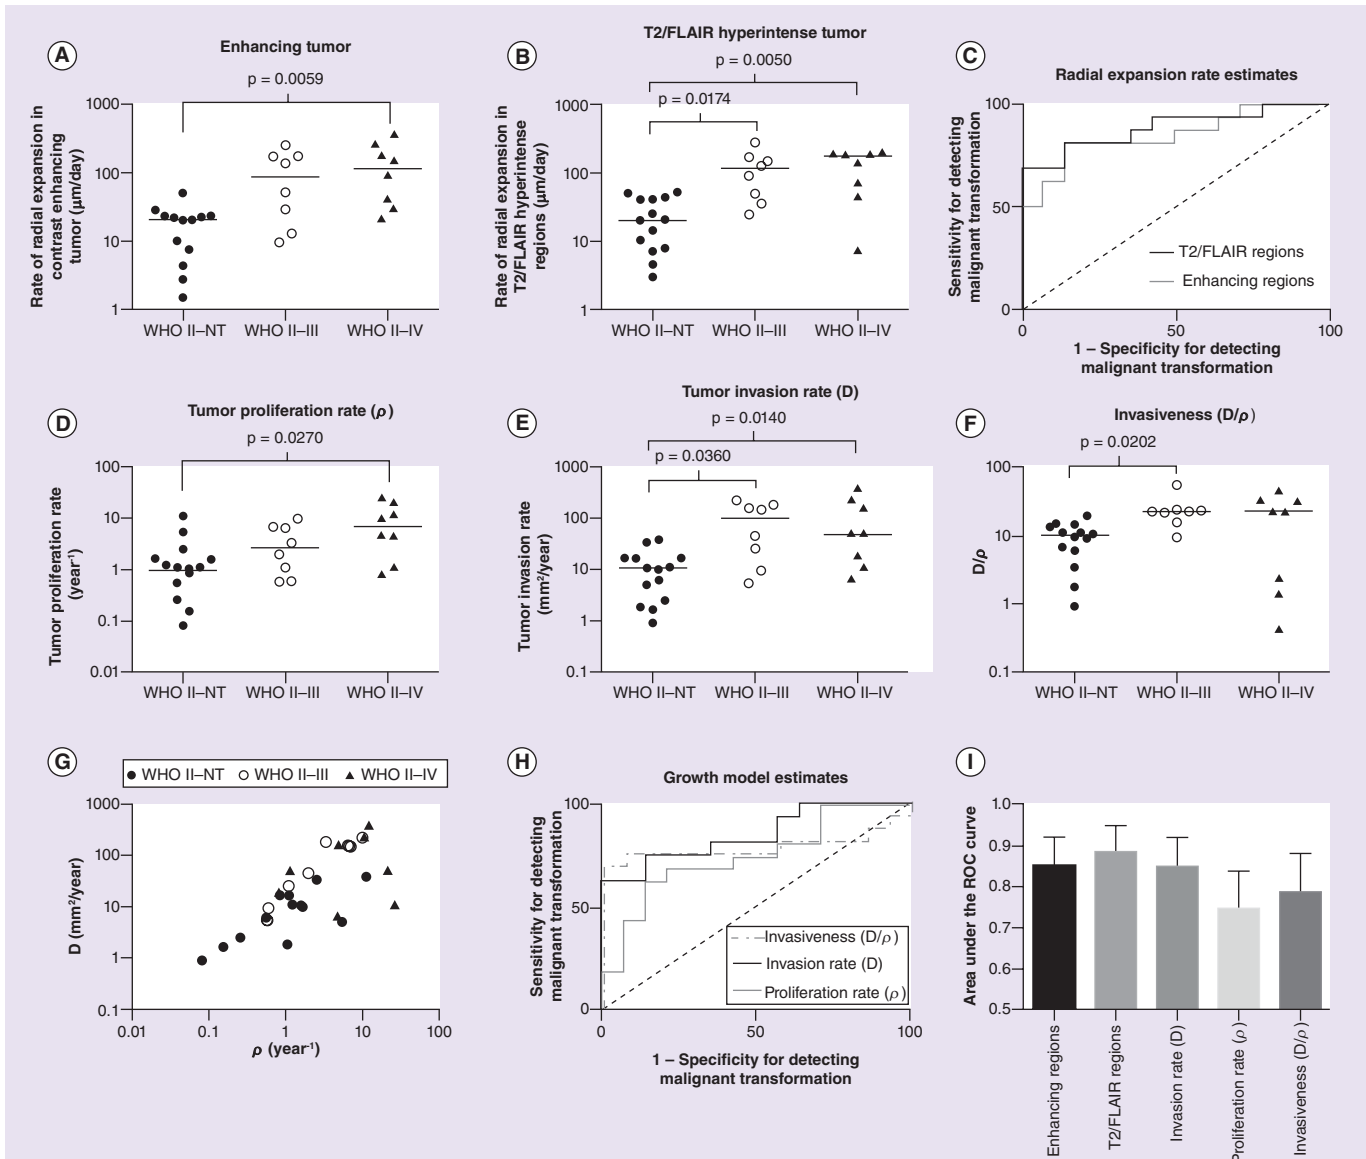 A
Enhancing tumor
p = 0.0059
Rate of radial expansion in
contrast enhancing
tumor (μm/day)
1000
100
10
1
WHO II–NT
WHO II–III
WHO II–IV
B
T2/FLAIR hyperintense tumor
p = 0.0050
p = 0.0174
Rate of radial expansion in
T2/FLAIR hyperintense
regions (μm/day)
1000
100
10
1
WHO II–NT
WHO II–III
WHO II–IV
C
Radial expansion rate estimates
Sensitivity for detecting
malignant transformation
100
50
0
T2/FLAIR regions
Enhancing regions
0
50
100
1 – Specificity for detecting
malignant transformation
D
Tumor proliferation rate (ρ)
p = 0.0270
Tumor proliferation rate
(year⁻¹)
100
10
1
0.1
0.01
WHO II–NT
WHO II–III
WHO II–IV
E
Tumor invasion rate (D)
p = 0.0140
p = 0.0360
Tumor invasion rate
(mm²/year)
1000
100
10
1
0.1
WHO II–NT
WHO II–III
WHO II–IV
F
Invasiveness (D/ρ)
p = 0.0202
D/ρ
100
10
1
0.1
WHO II–NT
WHO II–III
WHO II–IV
G
WHO II–NT
WHO II–III
WHO II–IV
D (mm²/year)
1000
100
10
1
0.1
0.01
0.1
1
10
100
ρ (year⁻¹)
H
Growth model estimates
Sensitivity for detecting
malignant transformation
100
50
0
Invasiveness (D/ρ)
Invasion rate (D)
Proliferation rate (ρ)
0
50
100
1 – Specificity for detecting
malignant transformation
I
Area under the ROC curve
1.0
0.9
0.8
0.7
0.6
0.5
Enhancing regions
T2/FLAIR regions
Invasion rate (D)
Proliferation rate (ρ)
Invasiveness (D/ρ)